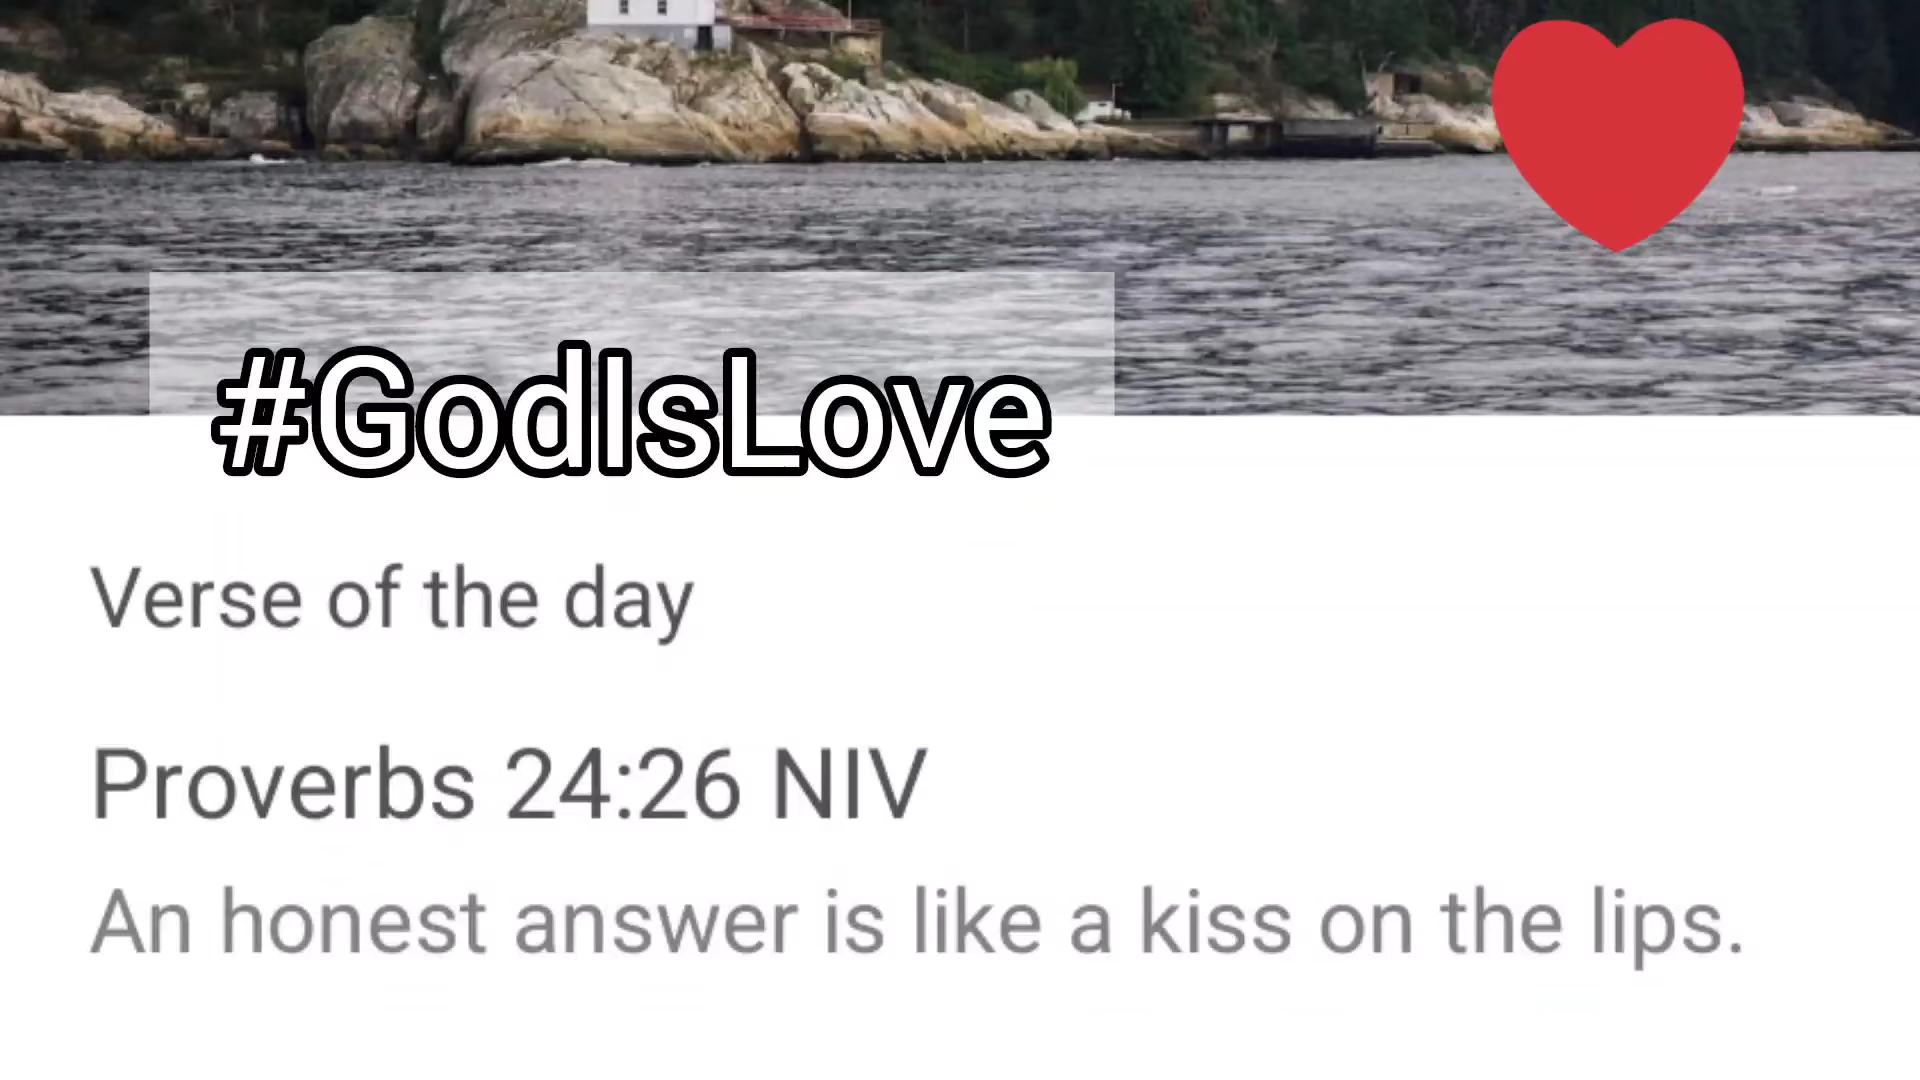 #GodIsLove
Verse of the day
Proverbs 24:26 NIV
An honest answer is like a kiss on the lips.